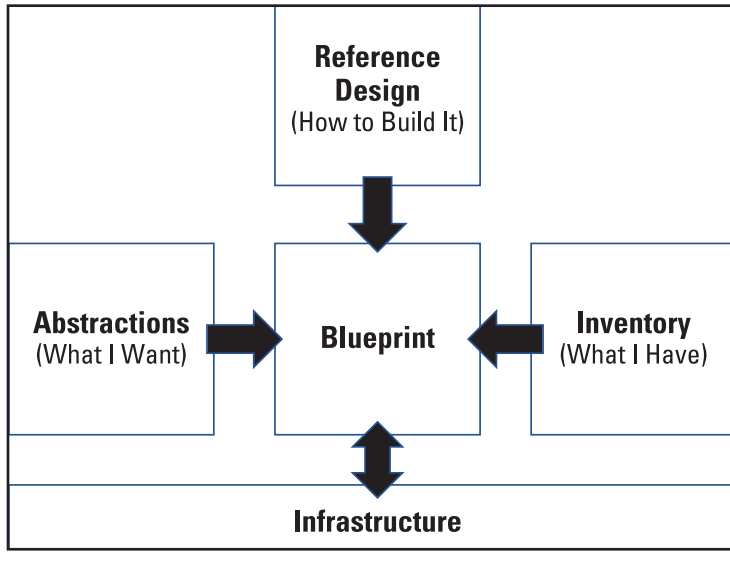 Reference
Design
(How to Build It)
Abstractions
(What I Want)
Blueprint
Inventory
(What I Have)
Infrastructure